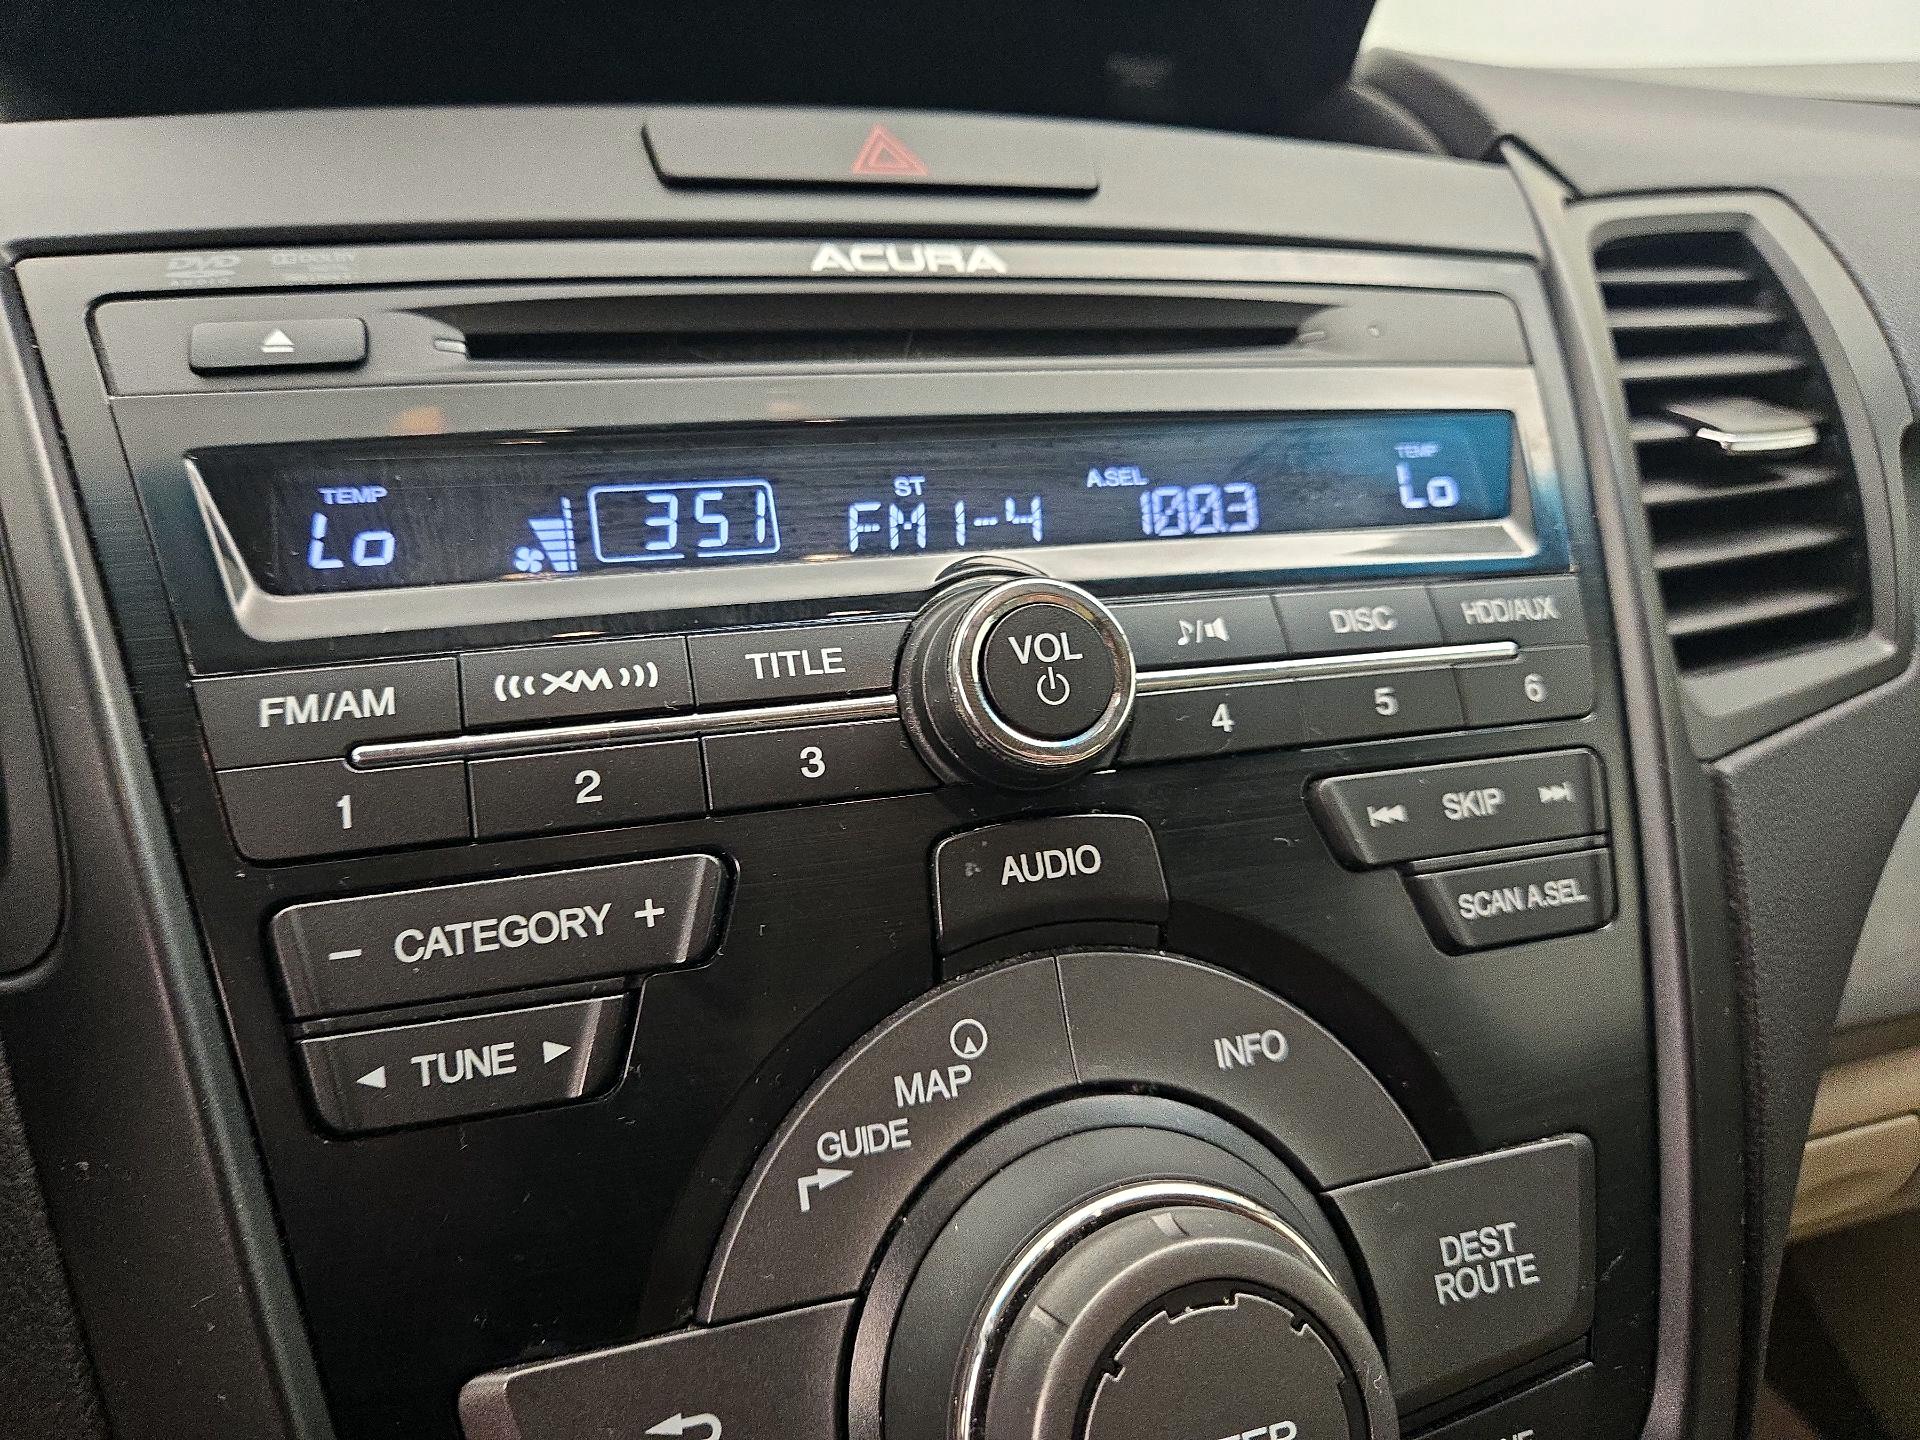 ACURA
DVD
TEMP
Lo
351
ST
FM1-4
A.SEL
100.3
TEMP
Lo
FM/AM
XM
TITLE
VOL
DISC
HDD/AUX
1
2
3
4
5
6
SKIP
SCAN A.SEL
AUDIO
− CATEGORY +
TUNE
MAP
GUIDE
INFO
DEST
ROUTE